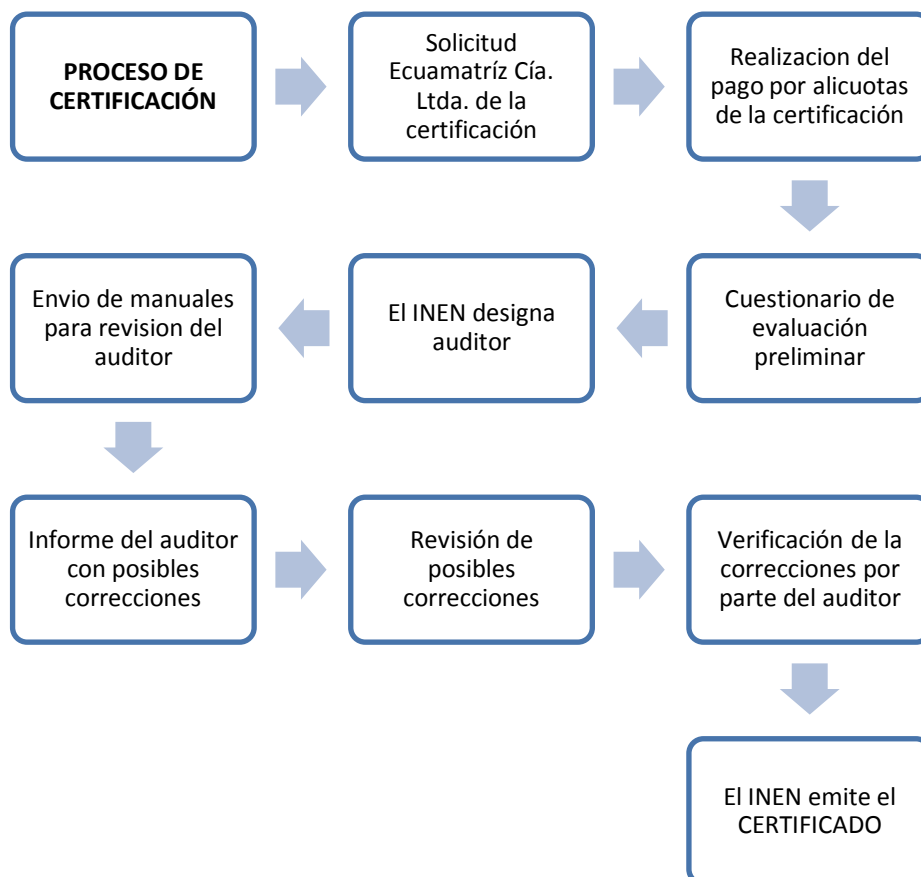 PROCESO DE
CERTIFICACIÓN
Solicitud
Ecuamatríz Cía.
Ltda. de la
certificación
Realizacion del
pago por alicuotas
de la certificación
Cuestionario de
evaluación
preliminar
El INEN designa
auditor
Envio de manuales
para revision del
auditor
Informe del auditor
con posibles
correcciones
Revisión de
posibles
correcciones
Verificación de la
correcciones por
parte del auditor
El INEN emite el
CERTIFICADO